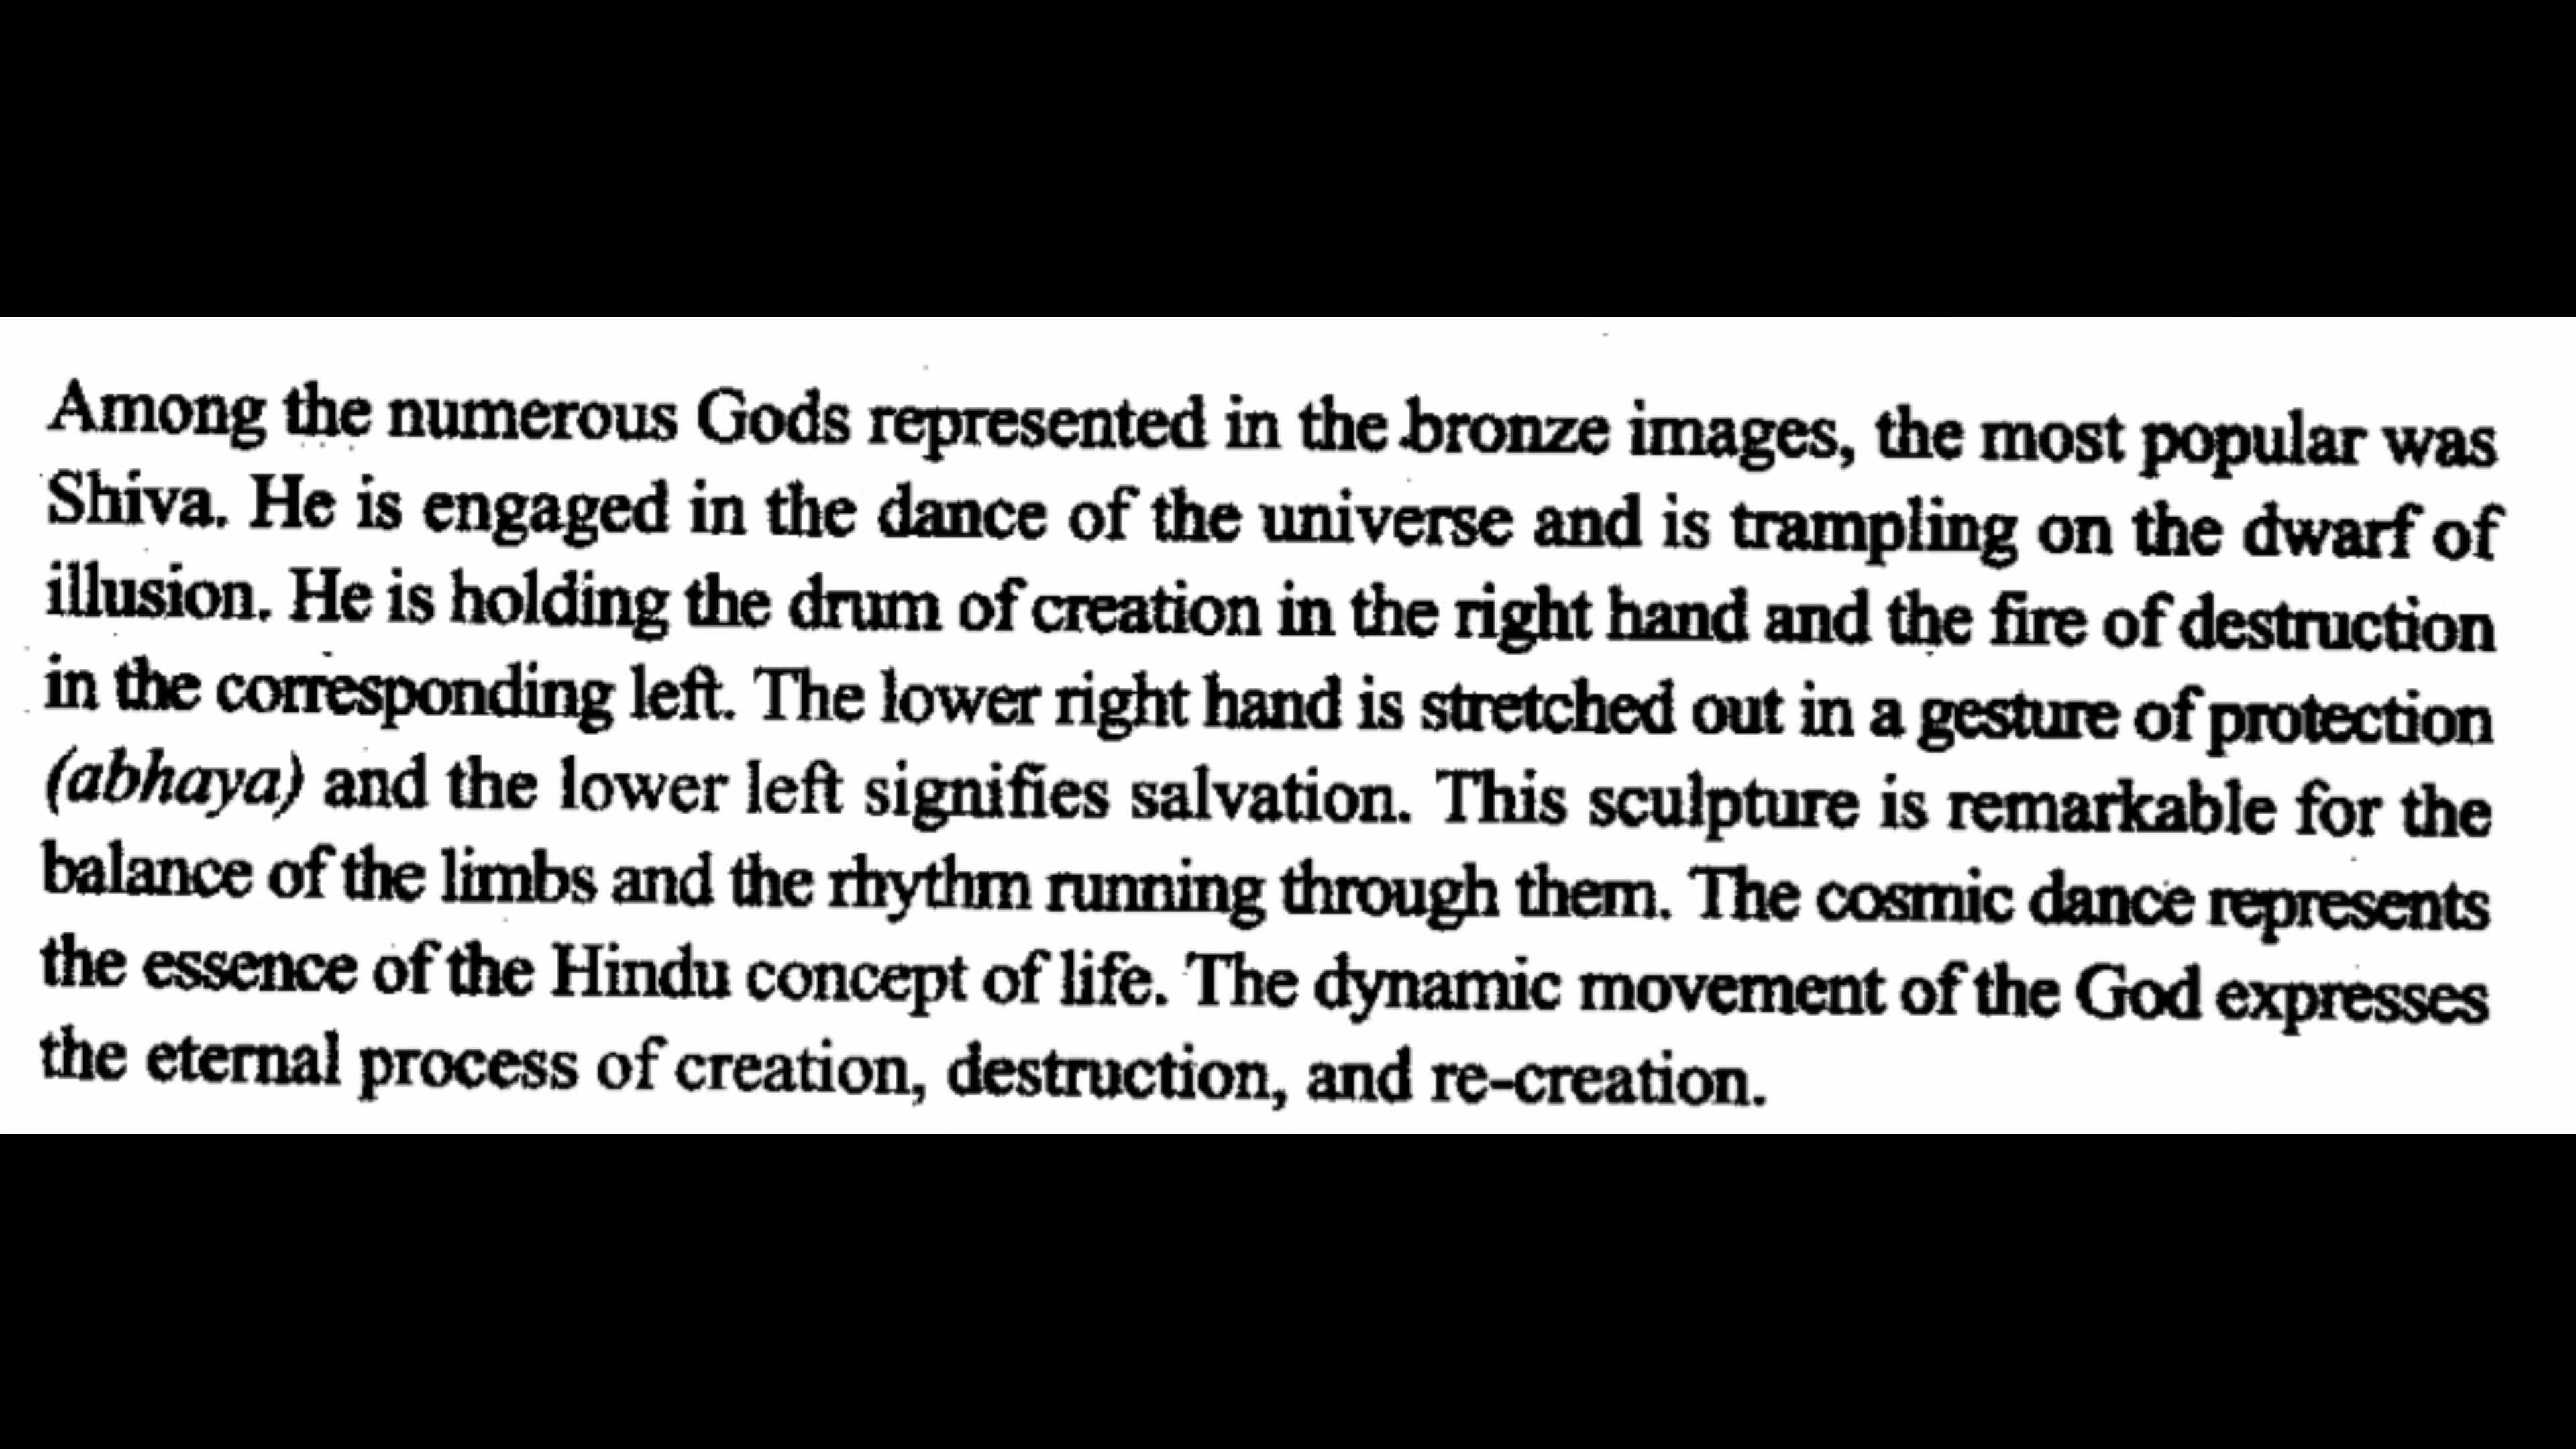 Among the numerous Gods represented in the bronze images, the most popular was
Shiva. He is engaged in the dance of the universe and is trampling on the dwarf of
illusion. He is holding the drum of creation in the right hand and the fire of destruction
in the corresponding left. The lower right hand is stretched out in a gesture of protection
(abhaya) and the lower left signifies salvation. This sculpture is remarkable for the
balance of the limbs and the rhythm running through them. The cosmic dance represents
the essence of the Hindu concept of life. The dynamic movement of the God expresses
the eternal process of creation, destruction, and re-creation.